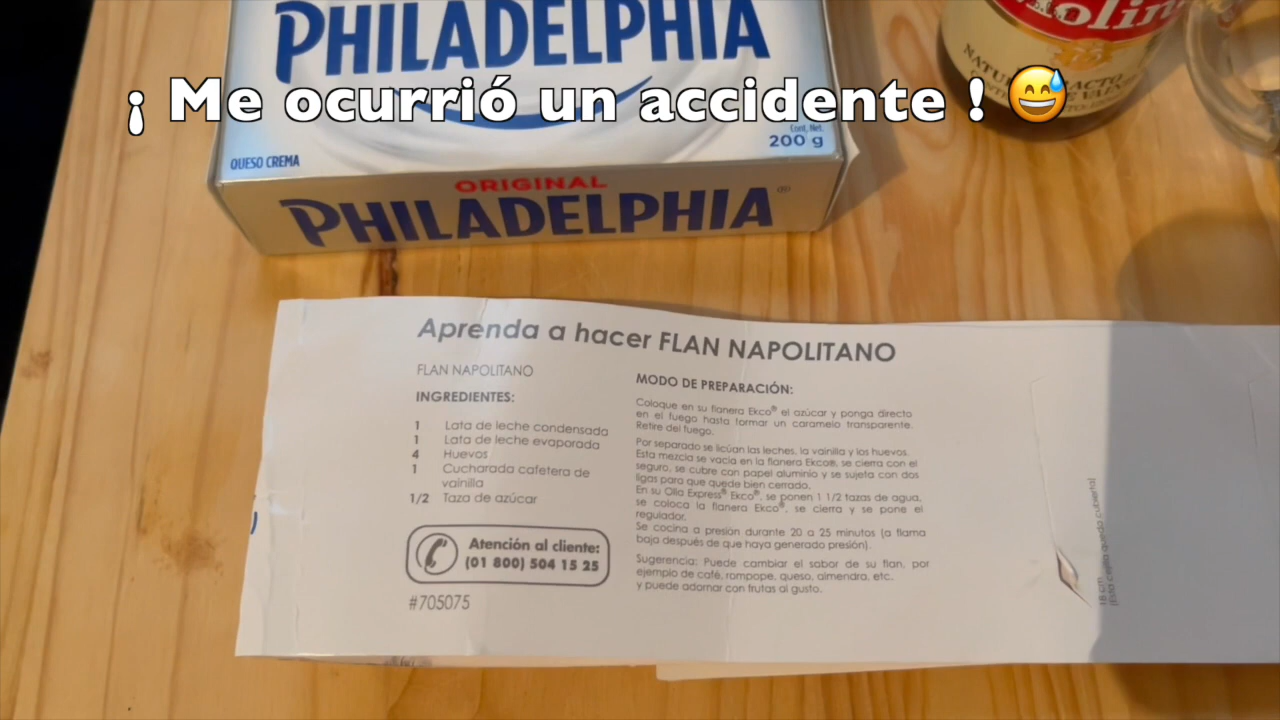 PHILADELPHIA
¡ Me ocurrió un accidente ! 😅
Cont. Net.
200 g
QUESO CREMA
ORIGINAL
PHILADELPHIA®
Aprenda a hacer FLAN NAPOLITANO
FLAN NAPOLITANO
INGREDIENTES:
1 Lata de leche condensada
1 Lata de leche evaporada
4 Huevos
1 Cucharada cafetera de
vainilla
1/2 Taza de azúcar
Atención al cliente:
(01 800) 504 15 25
#705075
MODO DE PREPARACIÓN:
Coloque en su flanera Ekco® el azúcar y ponga directo
en el fuego hasta formar un caramelo transparente.
Retire del fuego.
Por separado se licúan las leches, la vainilla y los huevos.
Esta mezcla se vacía en la flanera Ekco®, se cierra con el
seguro, se cubre con papel aluminio y se sujeta con dos
ligas para que quede bien cerrado.
En su Olla Express® Ekco®, se ponen 1 1/2 tazas de agua,
se coloca la flanera Ekco®, se cierra y se pone el
regulador.
Se cocina a presión durante 20 a 25 minutos (a flama
baja después de que haya generado presión).
Sugerencia: Puede cambiar el sabor de su flan, por
ejemplo de café, rompope, queso, almendra, etc.,
y puede adornar con frutas al gusto.
18 cm